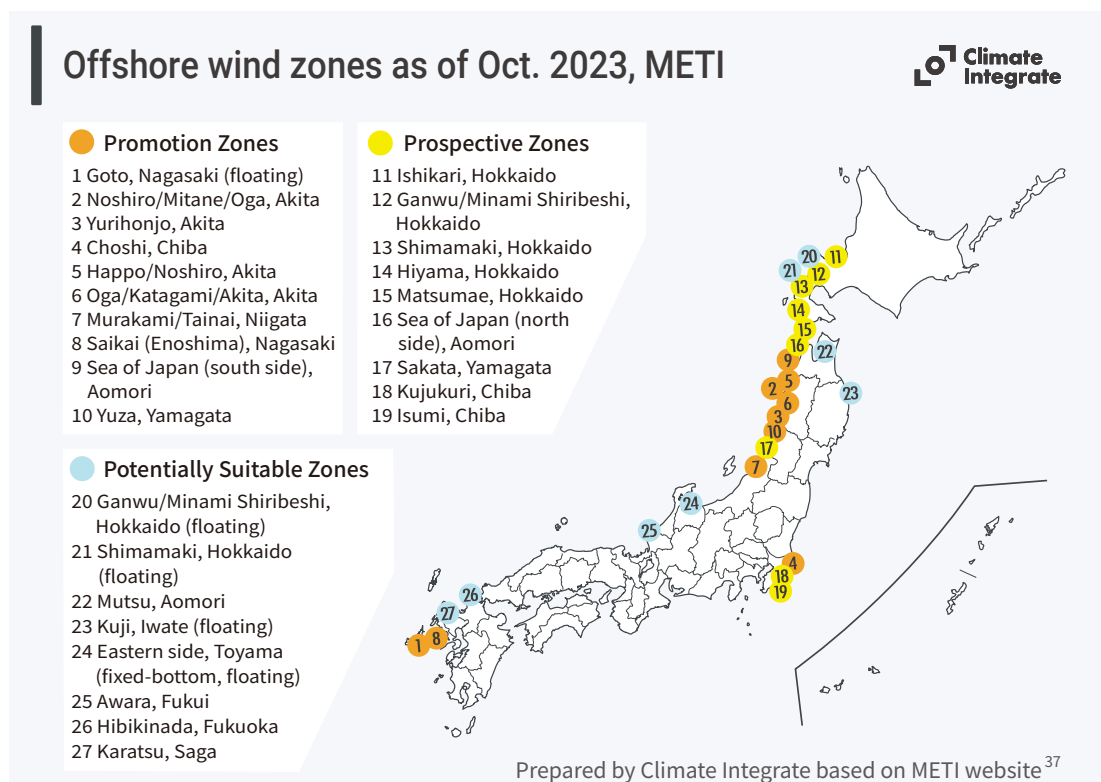 Offshore wind zones as of Oct. 2023, METI
Climate
Integrate
Promotion Zones
1 Goto, Nagasaki (floating)
2 Noshiro/Mitane/Oga, Akita
3 Yurihonjo, Akita
4 Choshi, Chiba
5 Happo/Noshiro, Akita
6 Oga/Katagami/Akita, Akita
7 Murakami/Tainai, Niigata
8 Saikai (Enoshima), Nagasaki
9 Sea of Japan (south side),
Aomori
10 Yuza, Yamagata
Prospective Zones
11 Ishikari, Hokkaido
12 Ganwu/Minami Shiribeshi,
Hokkaido
13 Shimamaki, Hokkaido
14 Hiyama, Hokkaido
15 Matsumae, Hokkaido
16 Sea of Japan (north
side), Aomori
17 Sakata, Yamagata
18 Kujukuri, Chiba
19 Isumi, Chiba
Potentially Suitable Zones
20 Ganwu/Minami Shiribeshi,
Hokkaido (floating)
21 Shimamaki, Hokkaido
(floating)
22 Mutsu, Aomori
23 Kuji, Iwate (floating)
24 Eastern side, Toyama
(fixed-bottom, floating)
25 Awara, Fukui
26 Hibikinada, Fukuoka
27 Karatsu, Saga
20
11
21
12
13
14
15
16
22
9
5
2
23
6
3
10
17
7
24
25
4
18
19
26
27
8
1
Prepared by Climate Integrate based on METI website 37